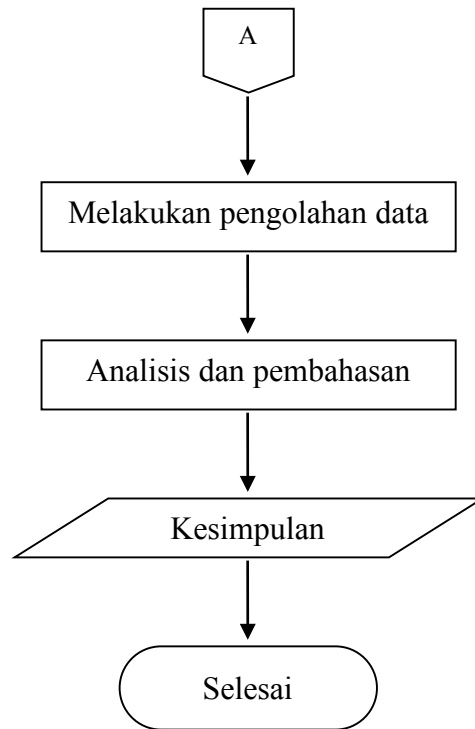 A
Melakukan pengolahan data
Analisis dan pembahasan
Kesimpulan
Selesai